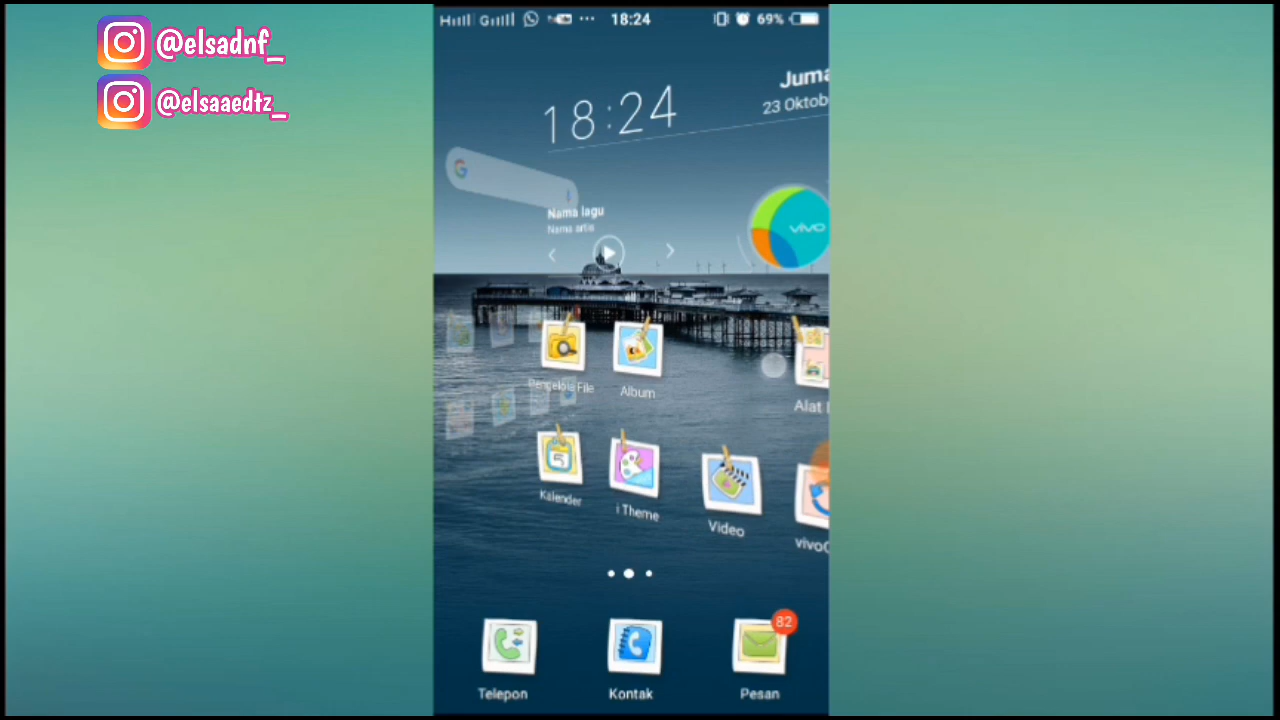 @elsadnf_
@elsaaedtz_
18:24
69%
18:24
Juma
23 Oktob
G
Nama lagu
Nama artis
vivo
Pengelola File
Album
Alat
Kalender
i Theme
Video
vivo
82
Telepon
Kontak
Pesan